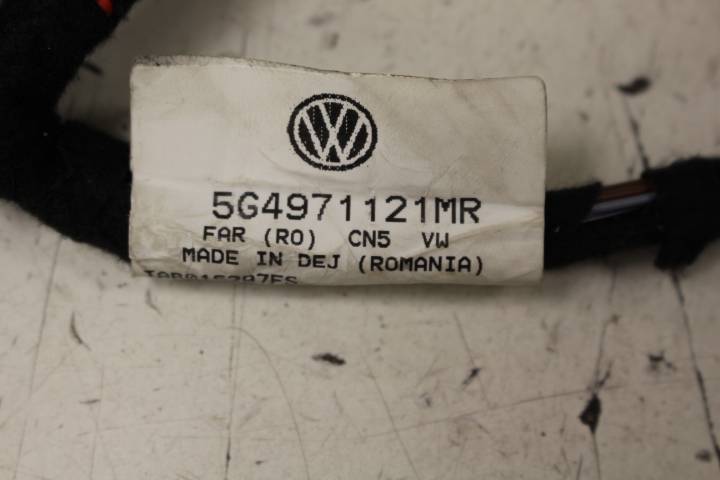 5G4971121MR
FAR (RO) CN5 VW
MADE IN DEJ (ROMANIA)